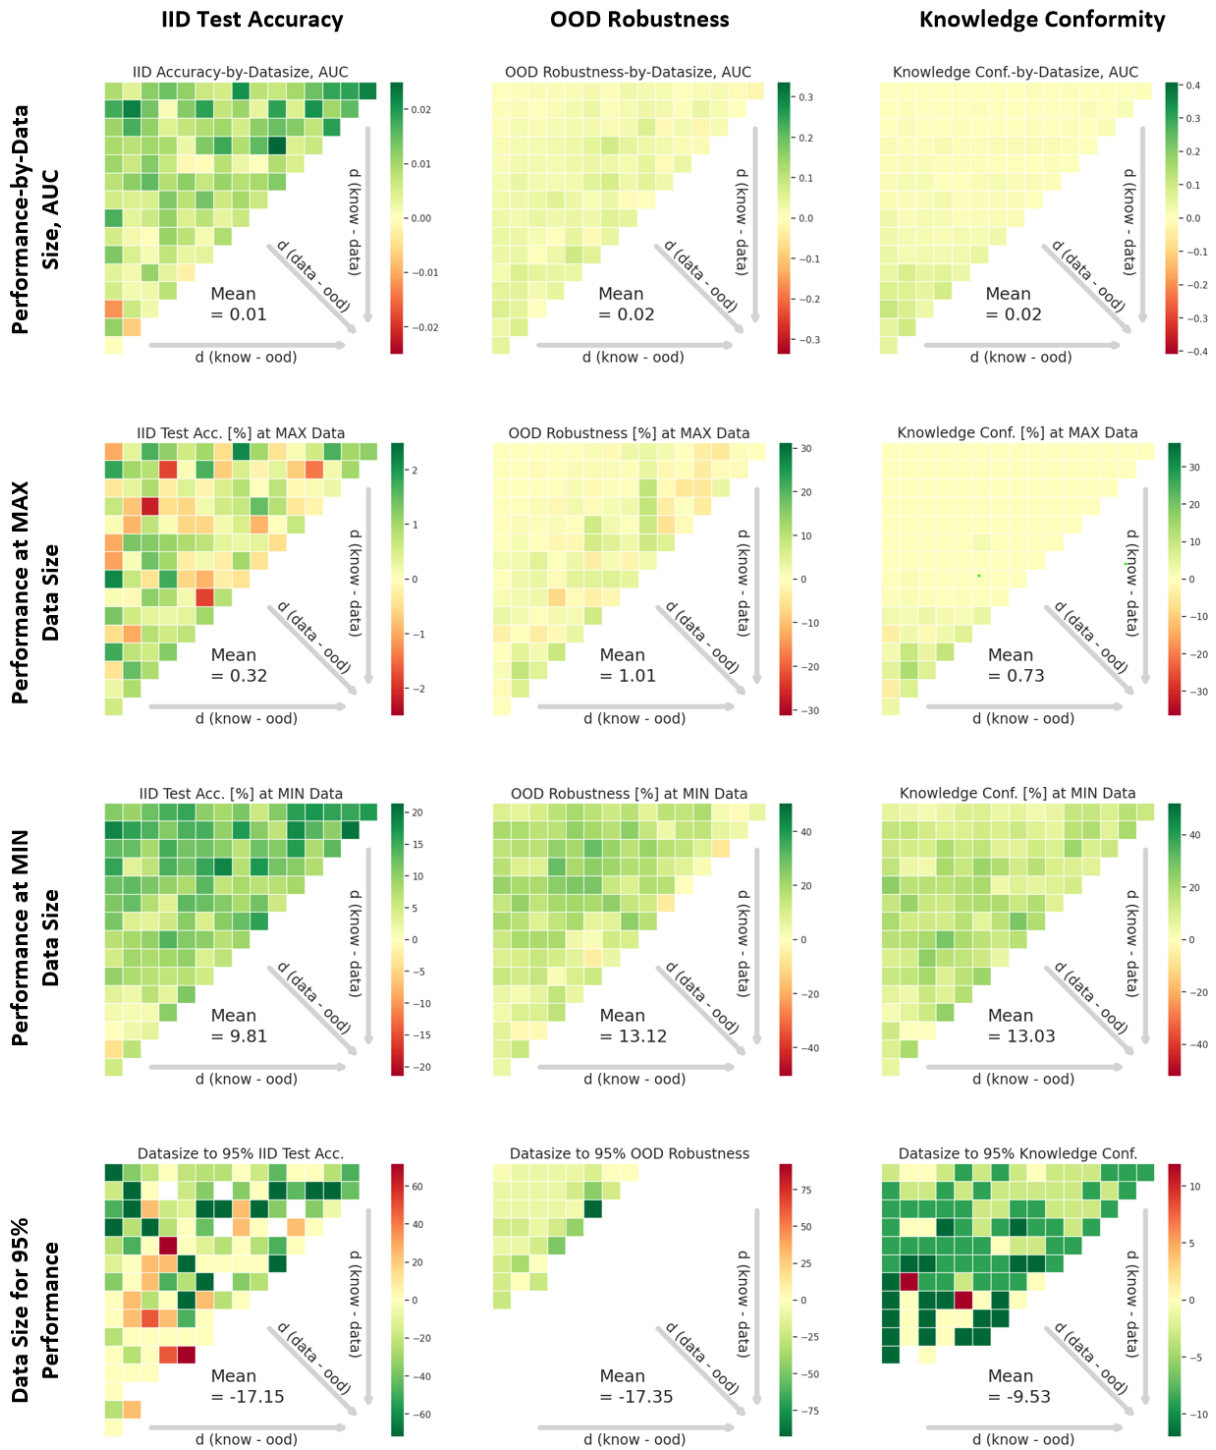 IID Test Accuracy
OOD Robustness
Knowledge Conformity
Performance-by-Data
Size, AUC
IID Accuracy-by-Datasize, AUC
0.02
0.01
0.00
−0.01
−0.02
d (know - data)
d (data - ood)
d (know - ood)
Mean
= 0.01
OOD Robustness-by-Datasize, AUC
0.3
0.2
0.1
0.0
−0.1
−0.2
−0.3
d (know - data)
d (data - ood)
d (know - ood)
Mean
= 0.02
Knowledge Conf.-by-Datasize, AUC
0.4
0.3
0.2
0.1
0.0
−0.1
−0.2
−0.3
−0.4
d (know - data)
d (data - ood)
d (know - ood)
Mean
= 0.02
Performance at MAX
Data Size
IID Test Acc. [%] at MAX Data
2
1
0
−1
−2
d (know - data)
d (data - ood)
d (know - ood)
Mean
= 0.32
OOD Robustness [%] at MAX Data
30
20
10
0
−10
−20
−30
d (know - data)
d (data - ood)
d (know - ood)
Mean
= 1.01
Knowledge Conf. [%] at MAX Data
30
20
10
0
−10
−20
−30
d (know - data)
d (data - ood)
d (know - ood)
Mean
= 0.73
Performance at MIN
Data Size
IID Test Acc. [%] at MIN Data
20
15
10
5
0
−5
−10
−15
−20
d (know - data)
d (data - ood)
d (know - ood)
Mean
= 9.81
OOD Robustness [%] at MIN Data
40
20
0
−20
−40
d (know - data)
d (data - ood)
d (know - ood)
Mean
= 13.12
Knowledge Conf. [%] at MIN Data
40
20
0
−20
−40
d (know - data)
d (data - ood)
d (know - ood)
Mean
= 13.03
Data Size for 95%
Performance
Datasize to 95% IID Test Acc.
60
40
20
0
−20
−40
−60
d (know - data)
d (data - ood)
d (know - ood)
Mean
= -17.15
Datasize to 95% OOD Robustness
75
50
25
0
−25
−50
−75
d (know - data)
d (data - ood)
d (know - ood)
Mean
= -17.35
Datasize to 95% Knowledge Conf.
10
5
0
−5
−10
d (know - data)
d (data - ood)
d (know - ood)
Mean
= -9.53